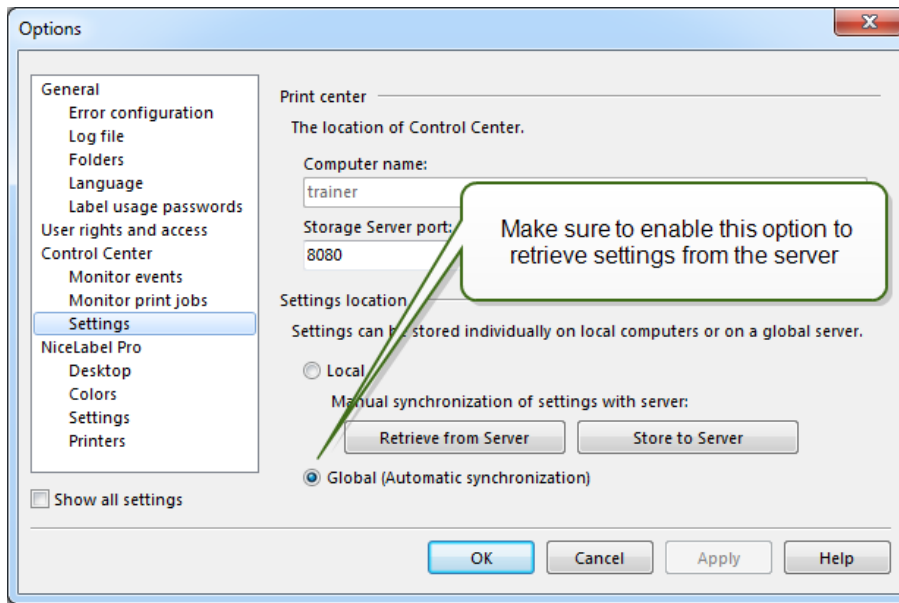 Options
General
Error configuration
Log file
Folders
Language
Label usage passwords
User rights and access
Control Center
Monitor events
Monitor print jobs
Settings
NiceLabel Pro
Desktop
Colors
Settings
Printers
Show all settings
Print center
The location of Control Center.
Computer name:
trainer
Storage Server port:
8080
Make sure to enable this option to
retrieve settings from the server
Settings location
Settings can be stored individually on local computers or on a global server.
Local
Manual synchronization of settings with server:
Retrieve from Server
Store to Server
Global (Automatic synchronization)
OK
Cancel
Apply
Help